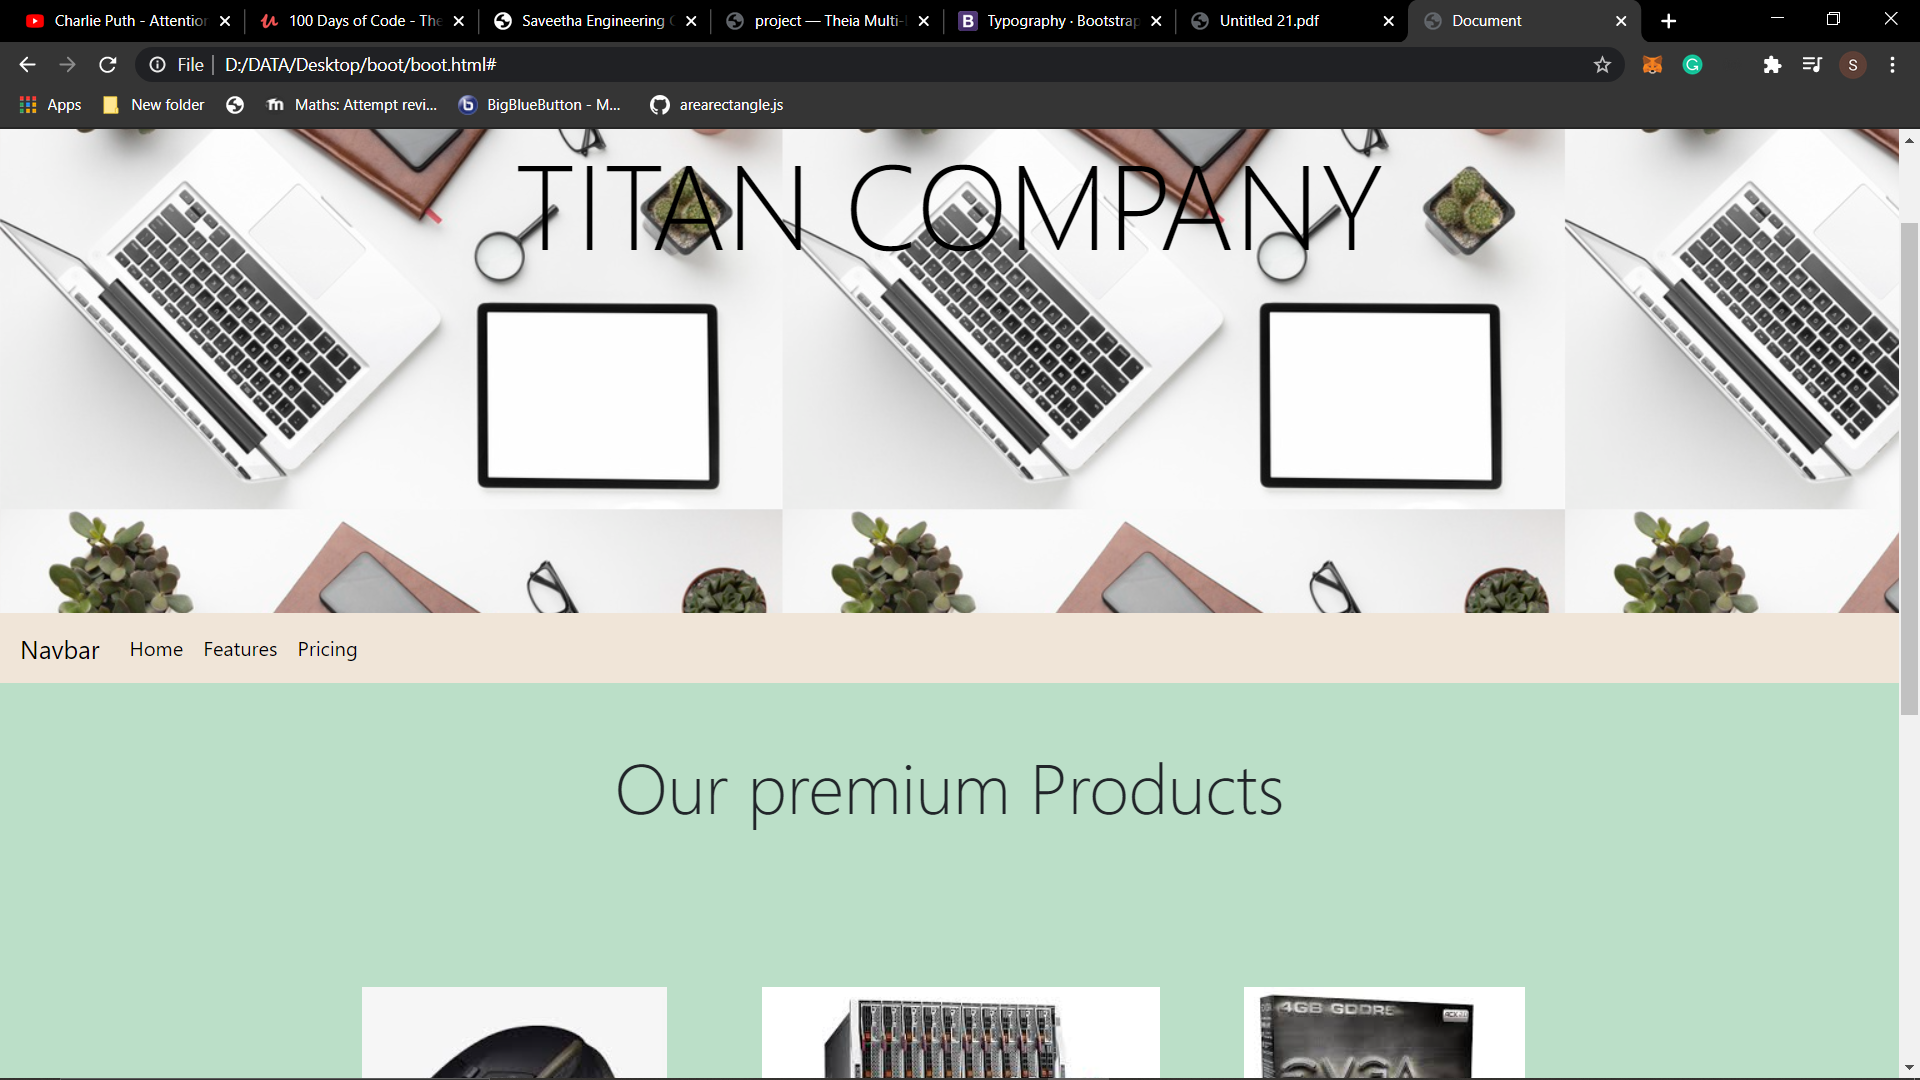 Charlie Puth - Attentio
100 Days of Code - The
Saveetha Engineering C
project — Theia Multi-
B Typography · Bootstrap
Untitled 21.pdf
Document
File D:/DATA/Desktop/boot/boot.html#
S
Apps
New folder
Maths: Attempt revi...
BigBlueButton - M...
arearectangle.js
TITAN COMPANY
Navbar Home Features Pricing
Our premium Products
4GB GDDR5
EVGA